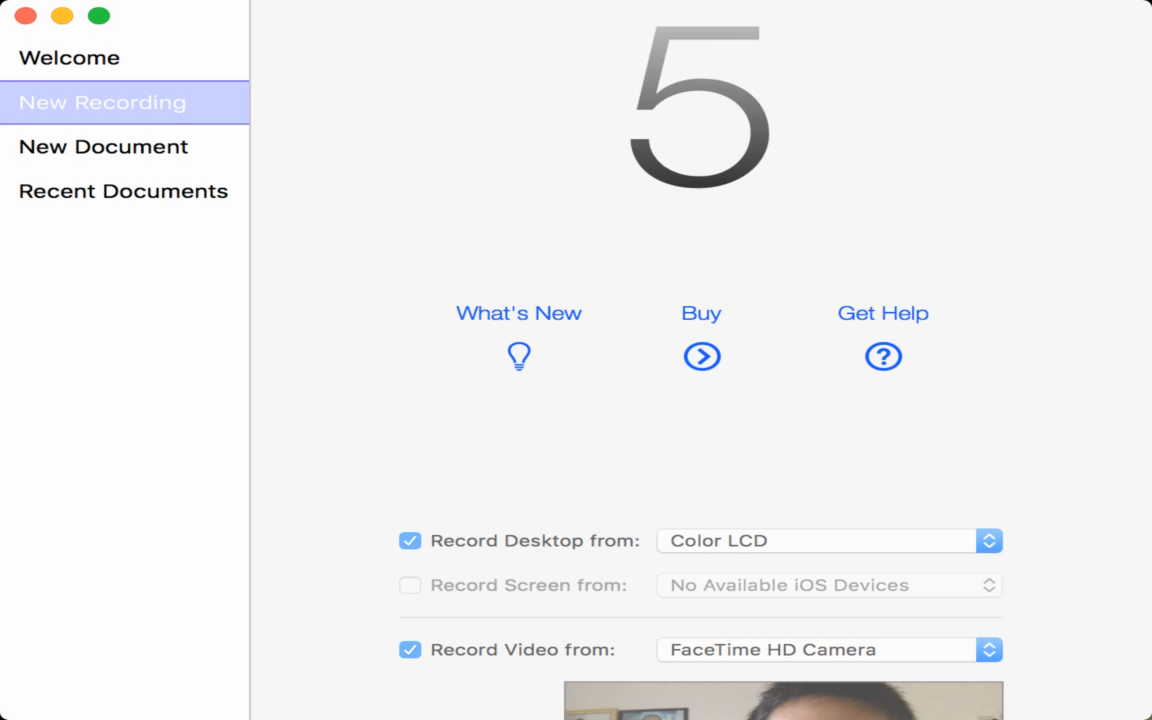 Welcome
New Recording
New Document
Recent Documents
5
What's New
Buy
Get Help
Record Desktop from: Color LCD
Record Screen from: No Available iOS Devices
Record Video from: FaceTime HD Camera